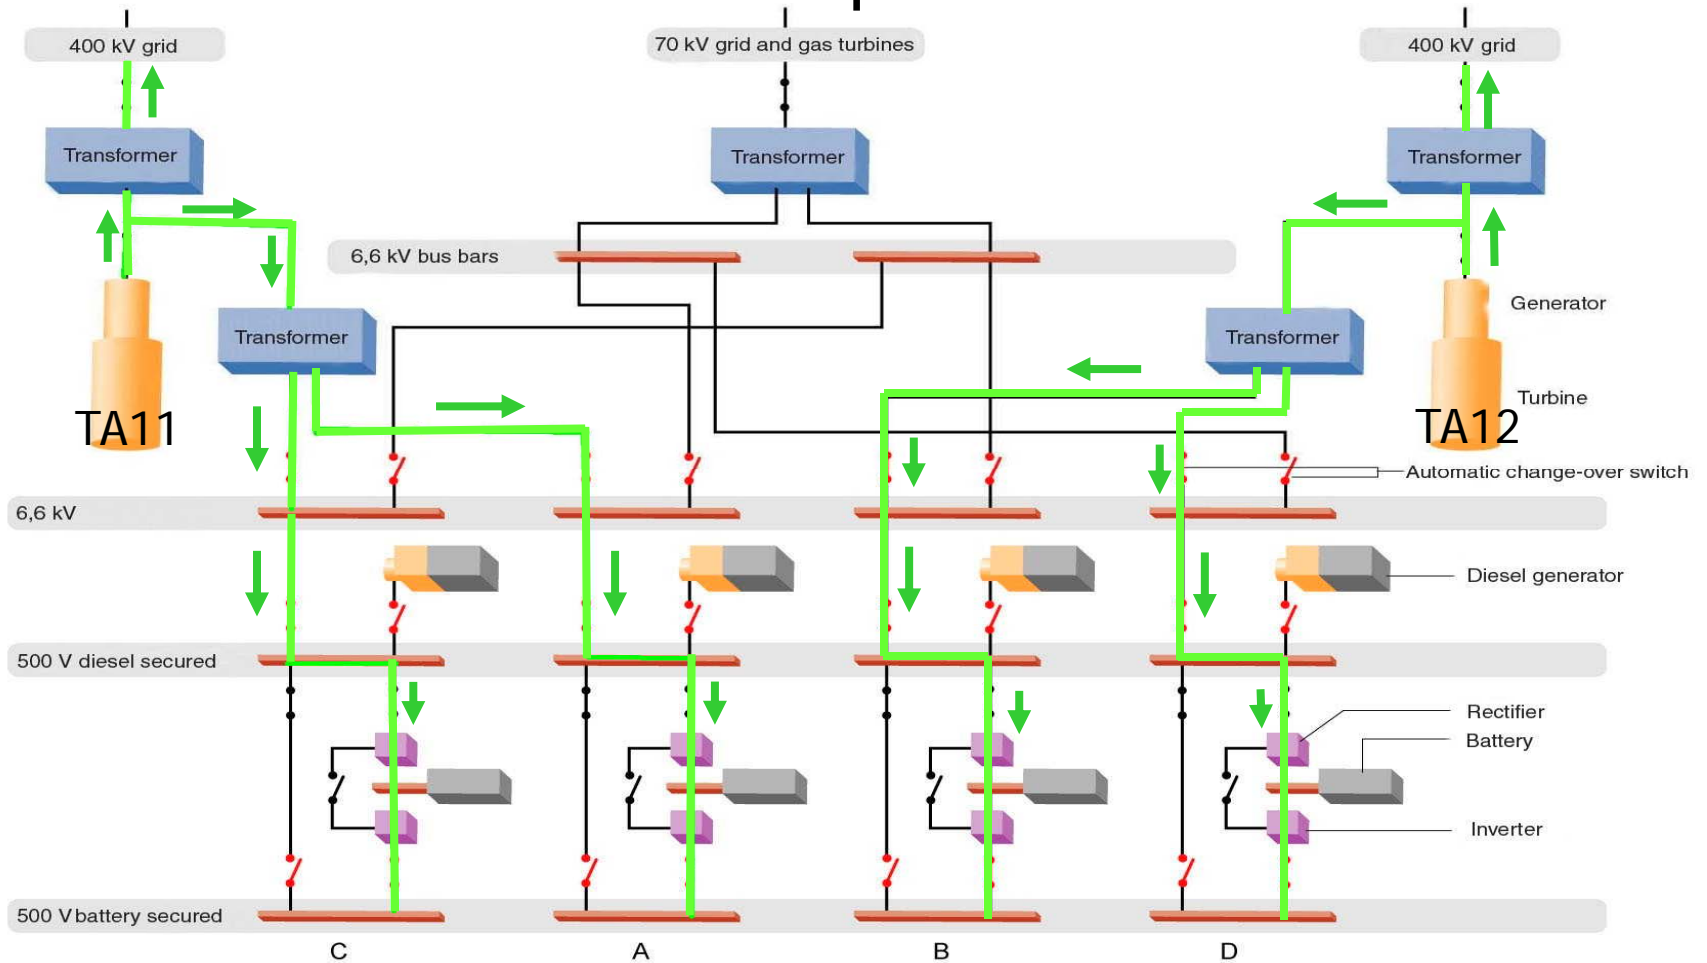 400 kV grid
70 kV grid and gas turbines
400 kV grid
Transformer
Transformer
Transformer
6,6 kV bus bars
Generator
Transformer
Transformer
Turbine
TA11
TA12
Automatic change-over switch
6,6 kV
Diesel generator
500 V diesel secured
Rectifier
Battery
Inverter
500 V battery secured
C
A
B
D